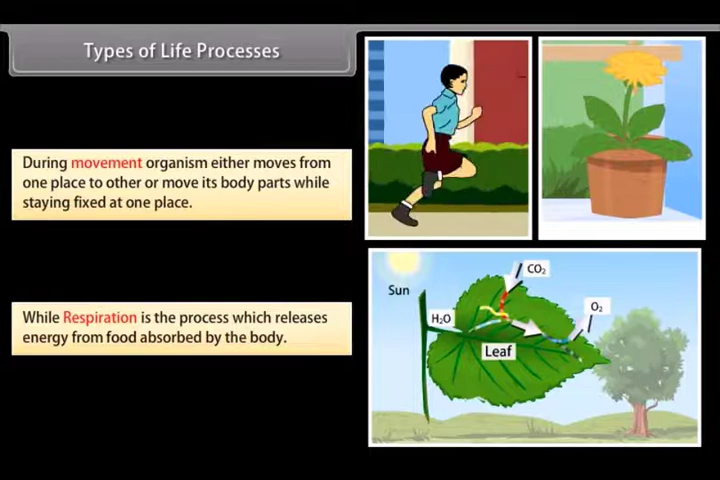 Types of Life Processes
During movement organism either moves from
one place to other or move its body parts while
staying fixed at one place.
While Respiration is the process which releases
energy from food absorbed by the body.
Sun
CO₂
O₂
H₂O
Leaf